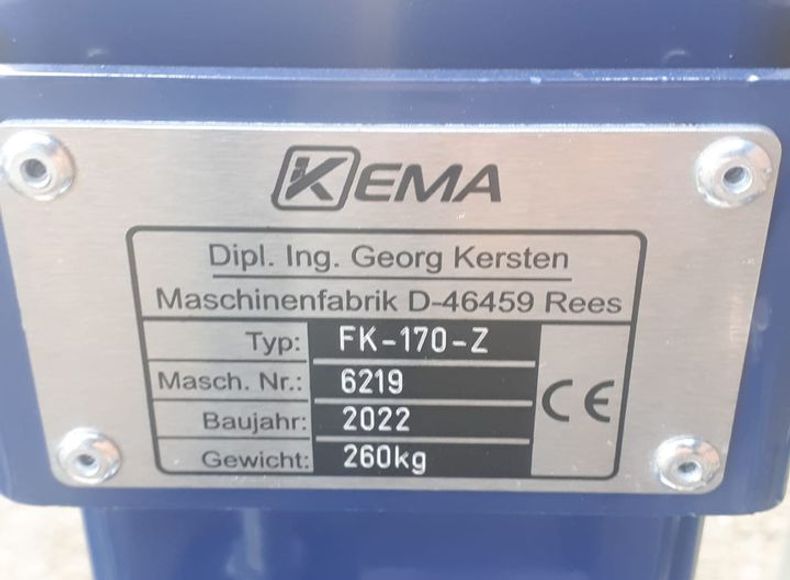 KEMA
Dipl. Ing. Georg Kersten
Maschinenfabrik D-46459 Rees
Typ: FK-170-Z
Masch. Nr.: 6219
Baujahr: 2022
Gewicht: 260kg
CE